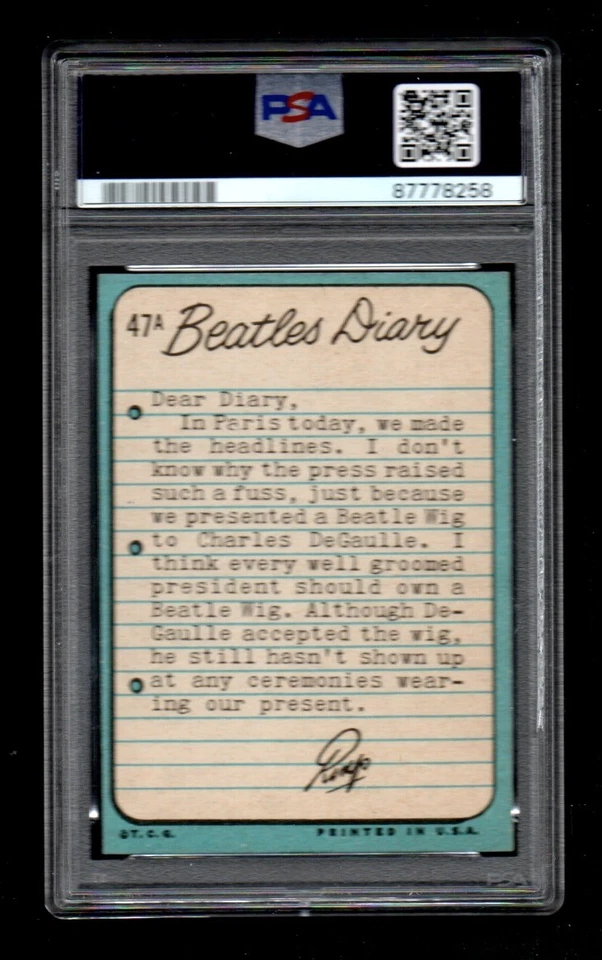 PSA
87778258
47A Beatles Diary
Dear Diary,
In Paris today, we made
the headlines. I don't
know why the press raised
such a fuss, just because
we presented a Beatle Wig
to Charles DeGaulle. I
think every well groomed
president should own a
Beatle Wig. Although De-
Gaulle accepted the wig,
he still hasn't shown up
at any ceremonies wear-
ing our present.
Ringo
©T.C.G. PRINTED IN U.S.A.
PSA